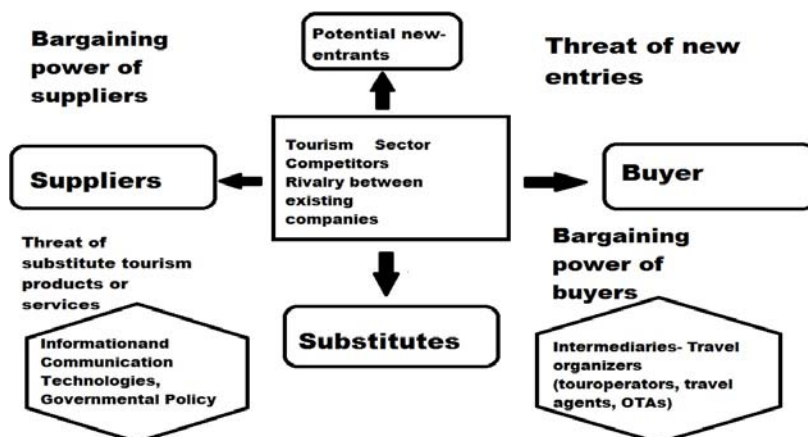 Bargaining
power of
suppliers
Potential new-
entrants
Threat of new
entries
Suppliers
Tourism Sector
Competitors
Rivalry between
existing
companies
Buyer
Threat of
substitute tourism
products or
services
Bargaining
power of
buyers
Substitutes
Informationand
Communication
Technologies,
Governmental Policy
Intermediaries- Travel
organizers
(touroperators, travel
agents, OTAs)